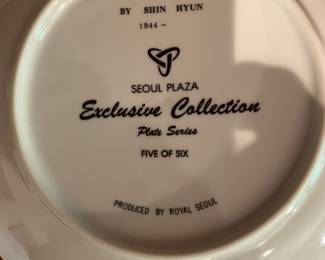 BY SHIN HYUN
1944 ~
SEOUL PLAZA
Exclusive Collection
Plate Series
FIVE OF SIX
PRODUCED BY ROYAL SEOUL